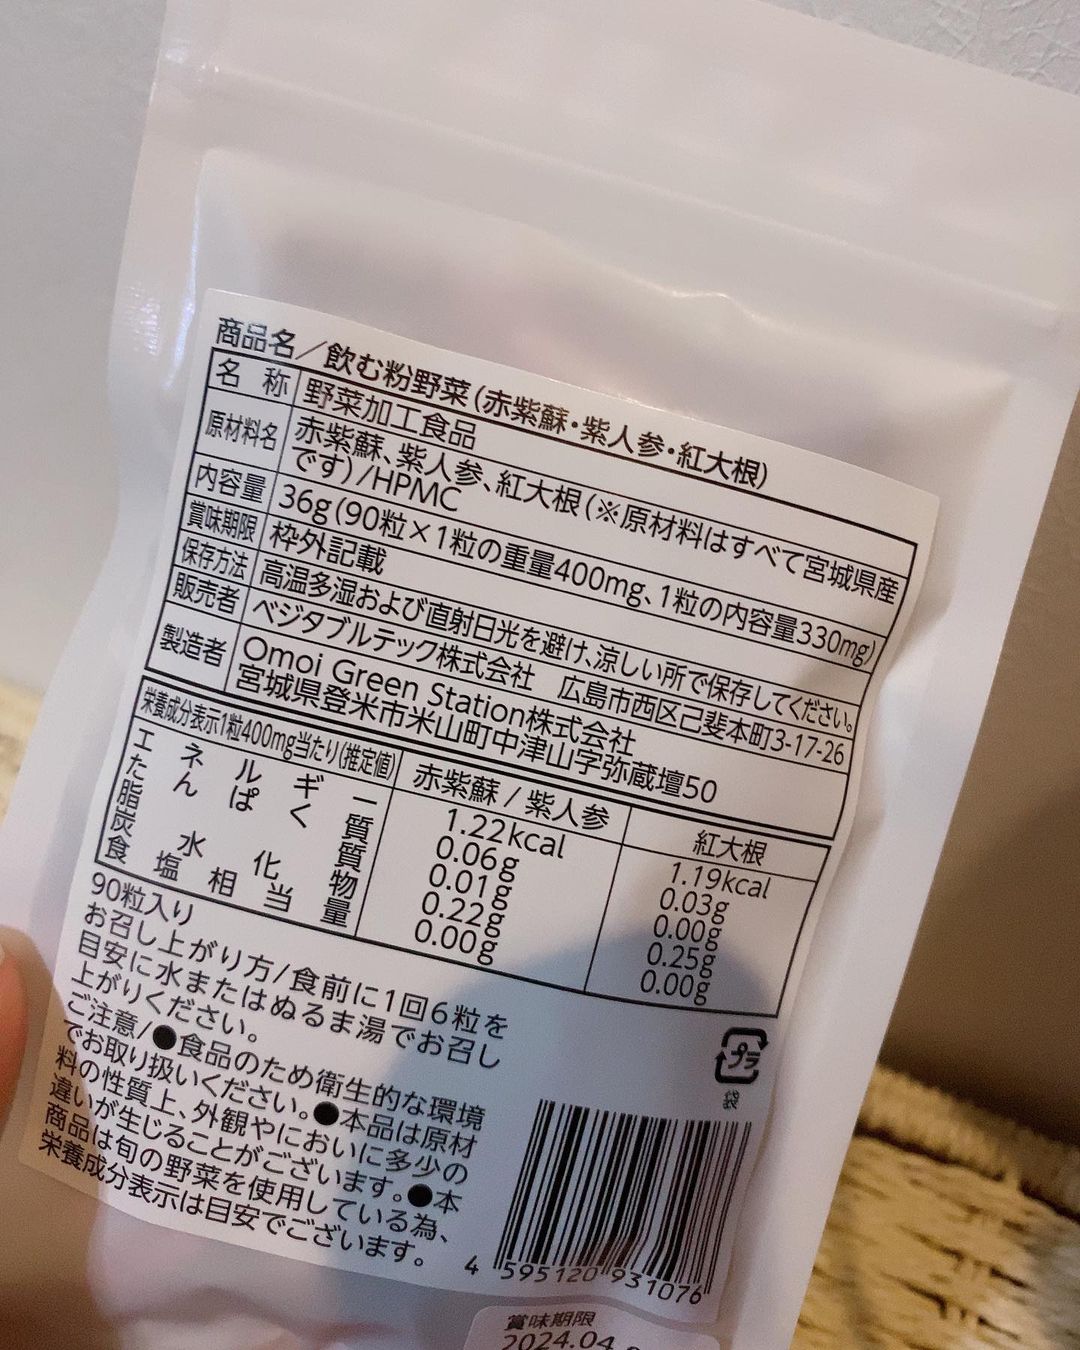 商品名／飲む粉野菜（赤紫蘇・紫人参・紅大根）
名 称 野菜加工食品
原材料名 赤紫蘇、紫人参、紅大根（※原材料はすべて宮城県産
です）/HPMC
内容量 36g（90粒×1粒の重量400mg、1粒の内容量330mg）
賞味期限 枠外記載
保存方法 高温多湿および直射日光を避け、涼しい所で保存してください。
販売者 ベジタブルテック株式会社 広島市西区己斐本町3-17-26
製造者 Omoi Green Station株式会社
宮城県登米市米山町中津山字弥蔵壇50
栄養成分表示1粒400mg当たり（推定値） 赤紫蘇 / 紫人参 紅大根
エネルギー 1.22kcal 1.19kcal
たんぱく質 0.06g 0.03g
脂質 0.01g 0.00g
炭水化物 0.22g 0.25g
食塩相当量 0.00g 0.00g
90粒入り
お召し上がり方/食前に1回6粒を
目安に水またはぬるま湯でお召し
上がりください。
ご注意/●食品のため衛生的な環境
でお取り扱いください。●本品は原材
料の性質上、外観やにおいに多少の
違いが生じることがございます。●本
商品は旬の野菜を使用している為、
栄養成分表示は目安でございます。
プラ
袋
4 595120 931076
賞味期限
2024.04